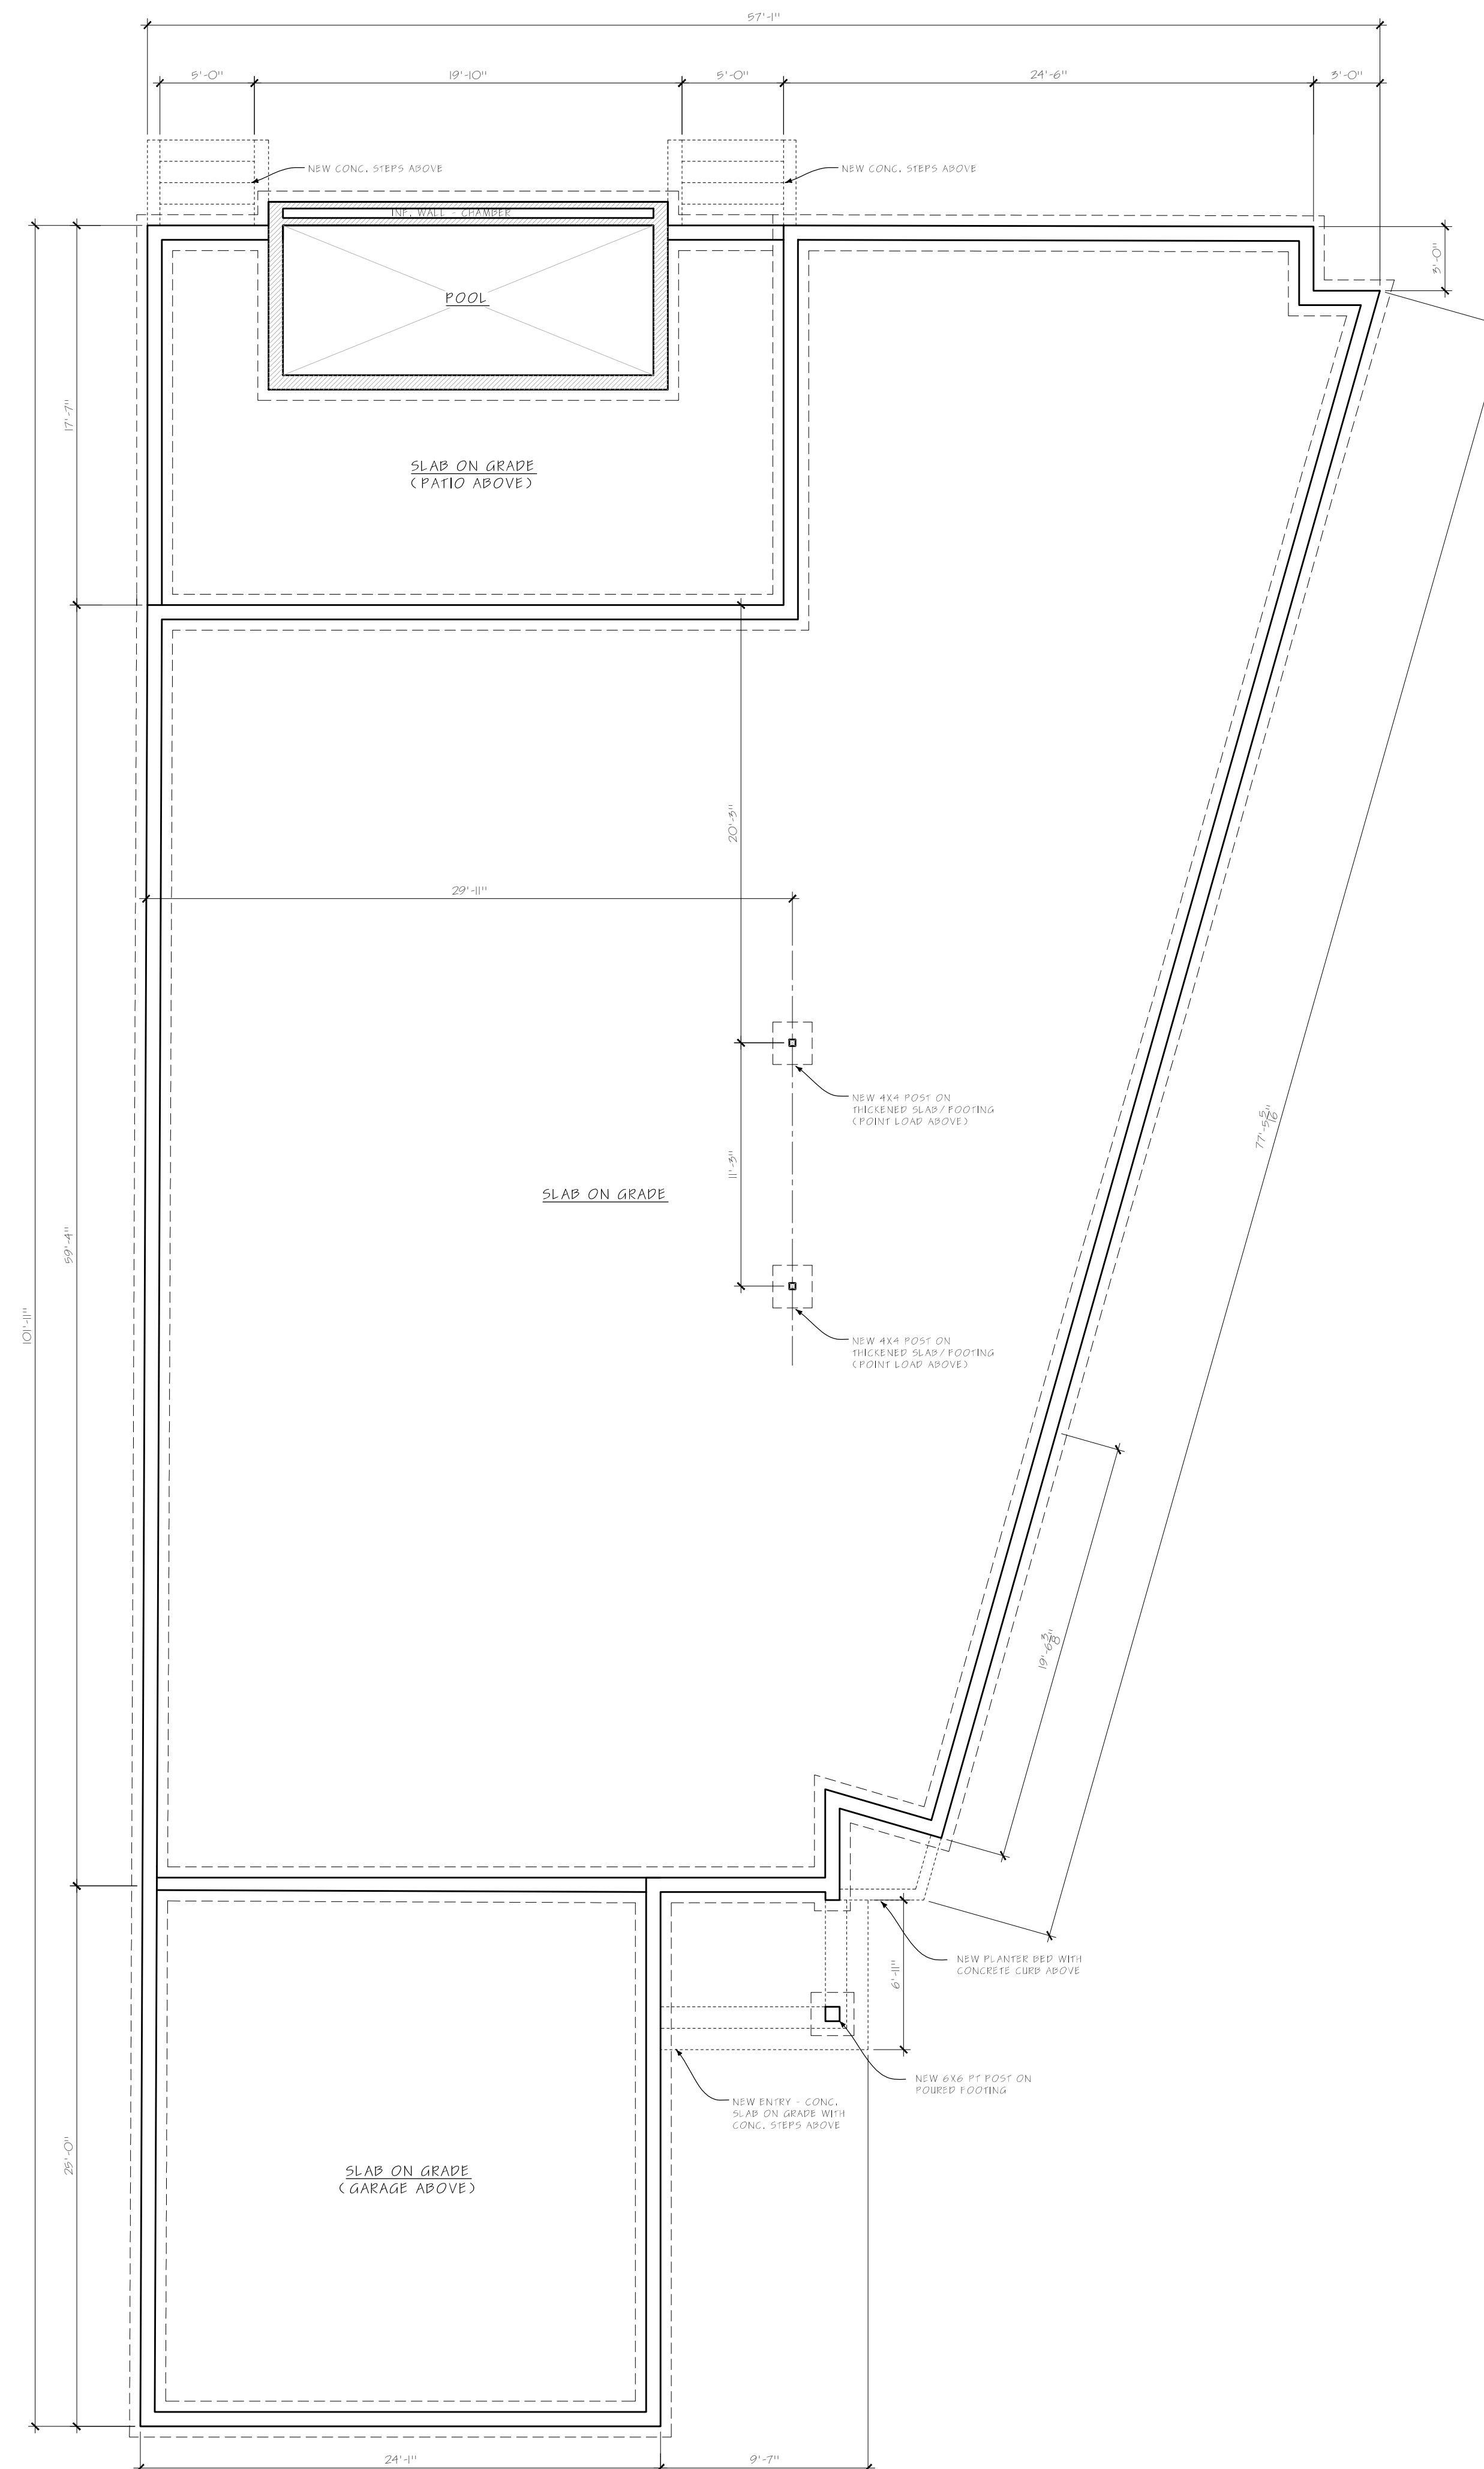 57'-1"
5'-0"
19'-10"
5'-0"
24'-6"
3'-0"
NEW CONC. STEPS ABOVE
NEW CONC. STEPS ABOVE
INF. WALL - CHAMBER
3'-0"
POOL
17'-7"
SLAB ON GRADE
(PATIO ABOVE)
20'-3"
29'-11"
NEW 4X4 POST ON
THICKENED SLAB/FOOTING
(POINT LOAD ABOVE)
77'-5 5/16"
11'-3"
SLAB ON GRADE
59'-4"
101'-11"
NEW 4X4 POST ON
THICKENED SLAB/FOOTING
(POINT LOAD ABOVE)
19'-6 3/8"
NEW PLANTER BED WITH
CONCRETE CURB ABOVE
6'-11"
NEW 6X6 PT POST ON
POURED FOOTING
NEW ENTRY - CONC.
SLAB ON GRADE WITH
CONC. STEPS ABOVE
25'-0"
SLAB ON GRADE
(GARAGE ABOVE)
24'-1"
9'-7"